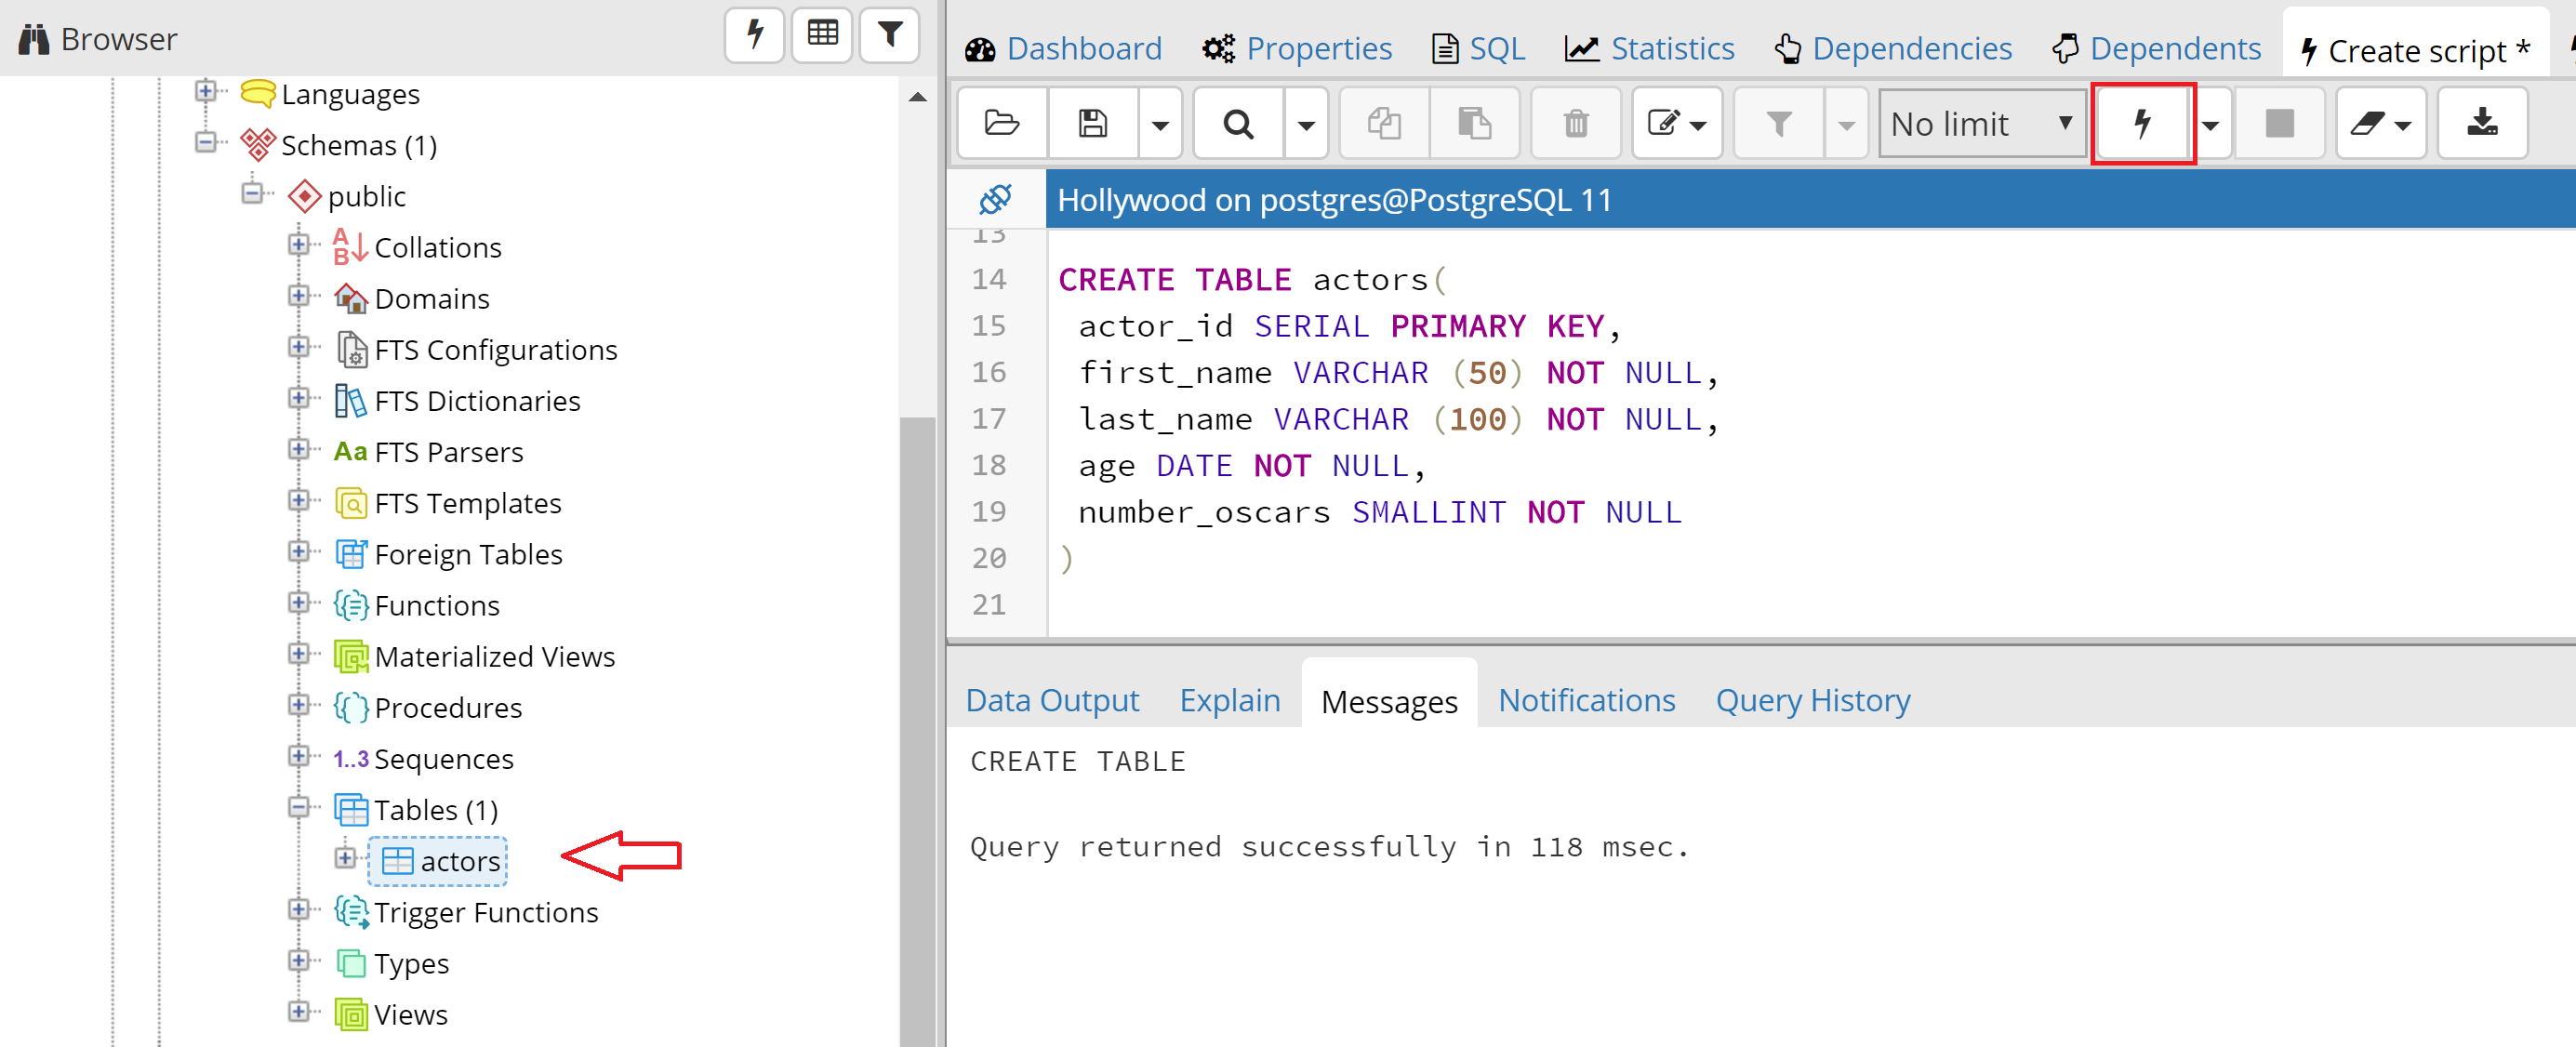 Browser
Languages
Schemas (1)
public
Collations
Domains
FTS Configurations
FTS Dictionaries
Aa FTS Parsers
FTS Templates
Foreign Tables
Functions
Materialized Views
Procedures
1..3 Sequences
Tables (1)
actors
Trigger Functions
Types
Views
Dashboard Properties SQL Statistics Dependencies Dependents Create script *
No limit
Hollywood on postgres@PostgreSQL 11
13
14 CREATE TABLE actors(
15 actor_id SERIAL PRIMARY KEY,
16 first_name VARCHAR (50) NOT NULL,
17 last_name VARCHAR (100) NOT NULL,
18 age DATE NOT NULL,
19 number_oscars SMALLINT NOT NULL
20 )
21
Data Output Explain Messages Notifications Query History
CREATE TABLE
Query returned successfully in 118 msec.